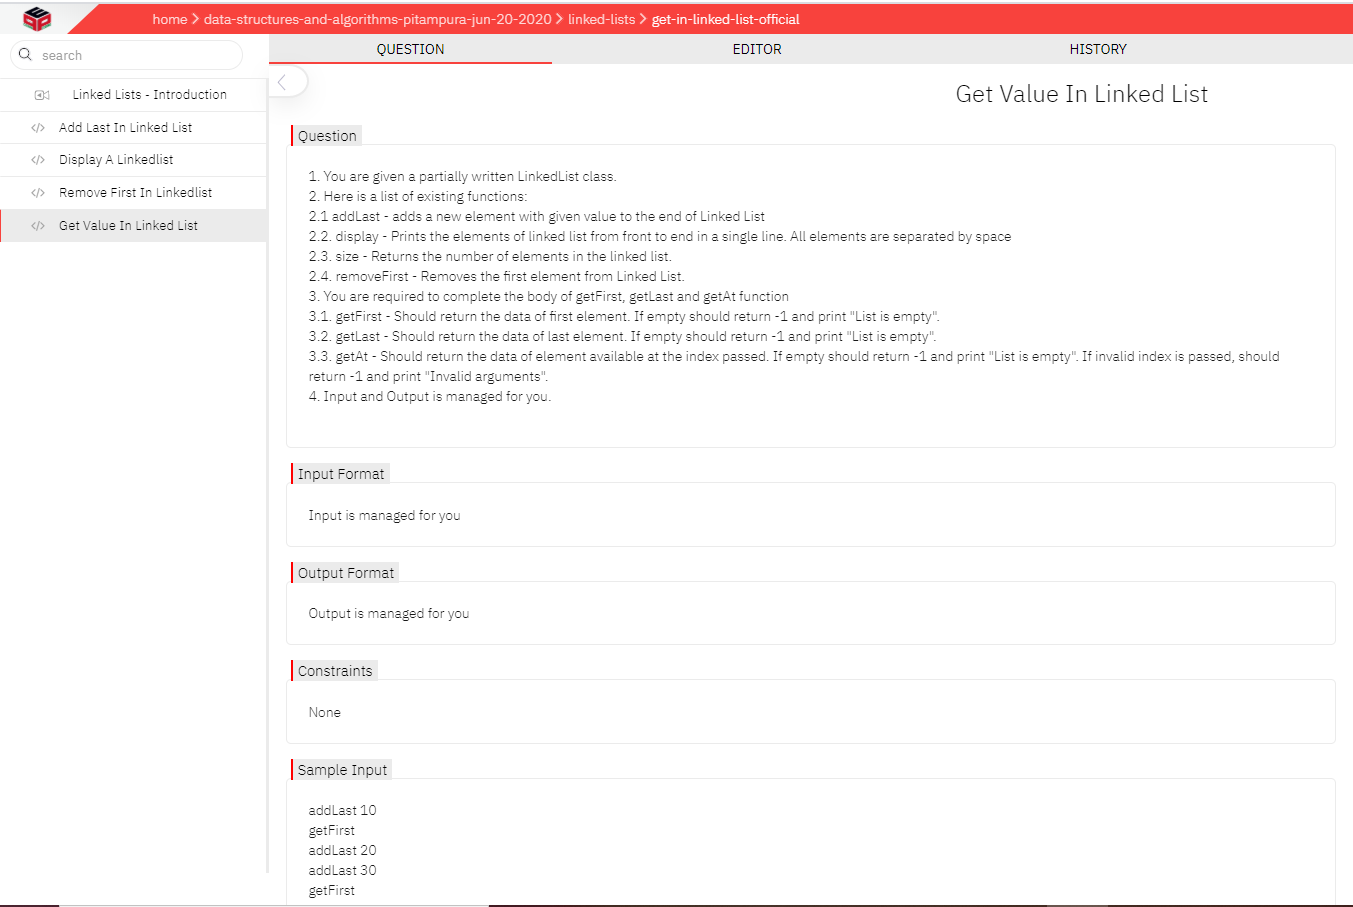 home > data-structures-and-algorithms-pitampura-jun-20-2020 > linked-lists > get-in-linked-list-official
search
QUESTION
EDITOR
HISTORY
Linked Lists - Introduction
Add Last In Linked List
Display A Linkedlist
Remove First In Linkedlist
Get Value In Linked List
Get Value In Linked List
Question
1. You are given a partially written LinkedList class.
2. Here is a list of existing functions:
2.1 addLast - adds a new element with given value to the end of Linked List
2.2. display - Prints the elements of linked list from front to end in a single line. All elements are separated by space
2.3. size - Returns the number of elements in the linked list.
2.4. removeFirst - Removes the first element from Linked List.
3. You are required to complete the body of getFirst, getLast and getAt function
3.1. getFirst - Should return the data of first element. If empty should return -1 and print "List is empty".
3.2. getLast - Should return the data of last element. If empty should return -1 and print "List is empty".
3.3. getAt - Should return the data of element available at the index passed. If empty should return -1 and print "List is empty". If invalid index is passed, should
return -1 and print "Invalid arguments".
4. Input and Output is managed for you.
Input Format
Input is managed for you
Output Format
Output is managed for you
Constraints
None
Sample Input
addLast 10
getFirst
addLast 20
addLast 30
getFirst